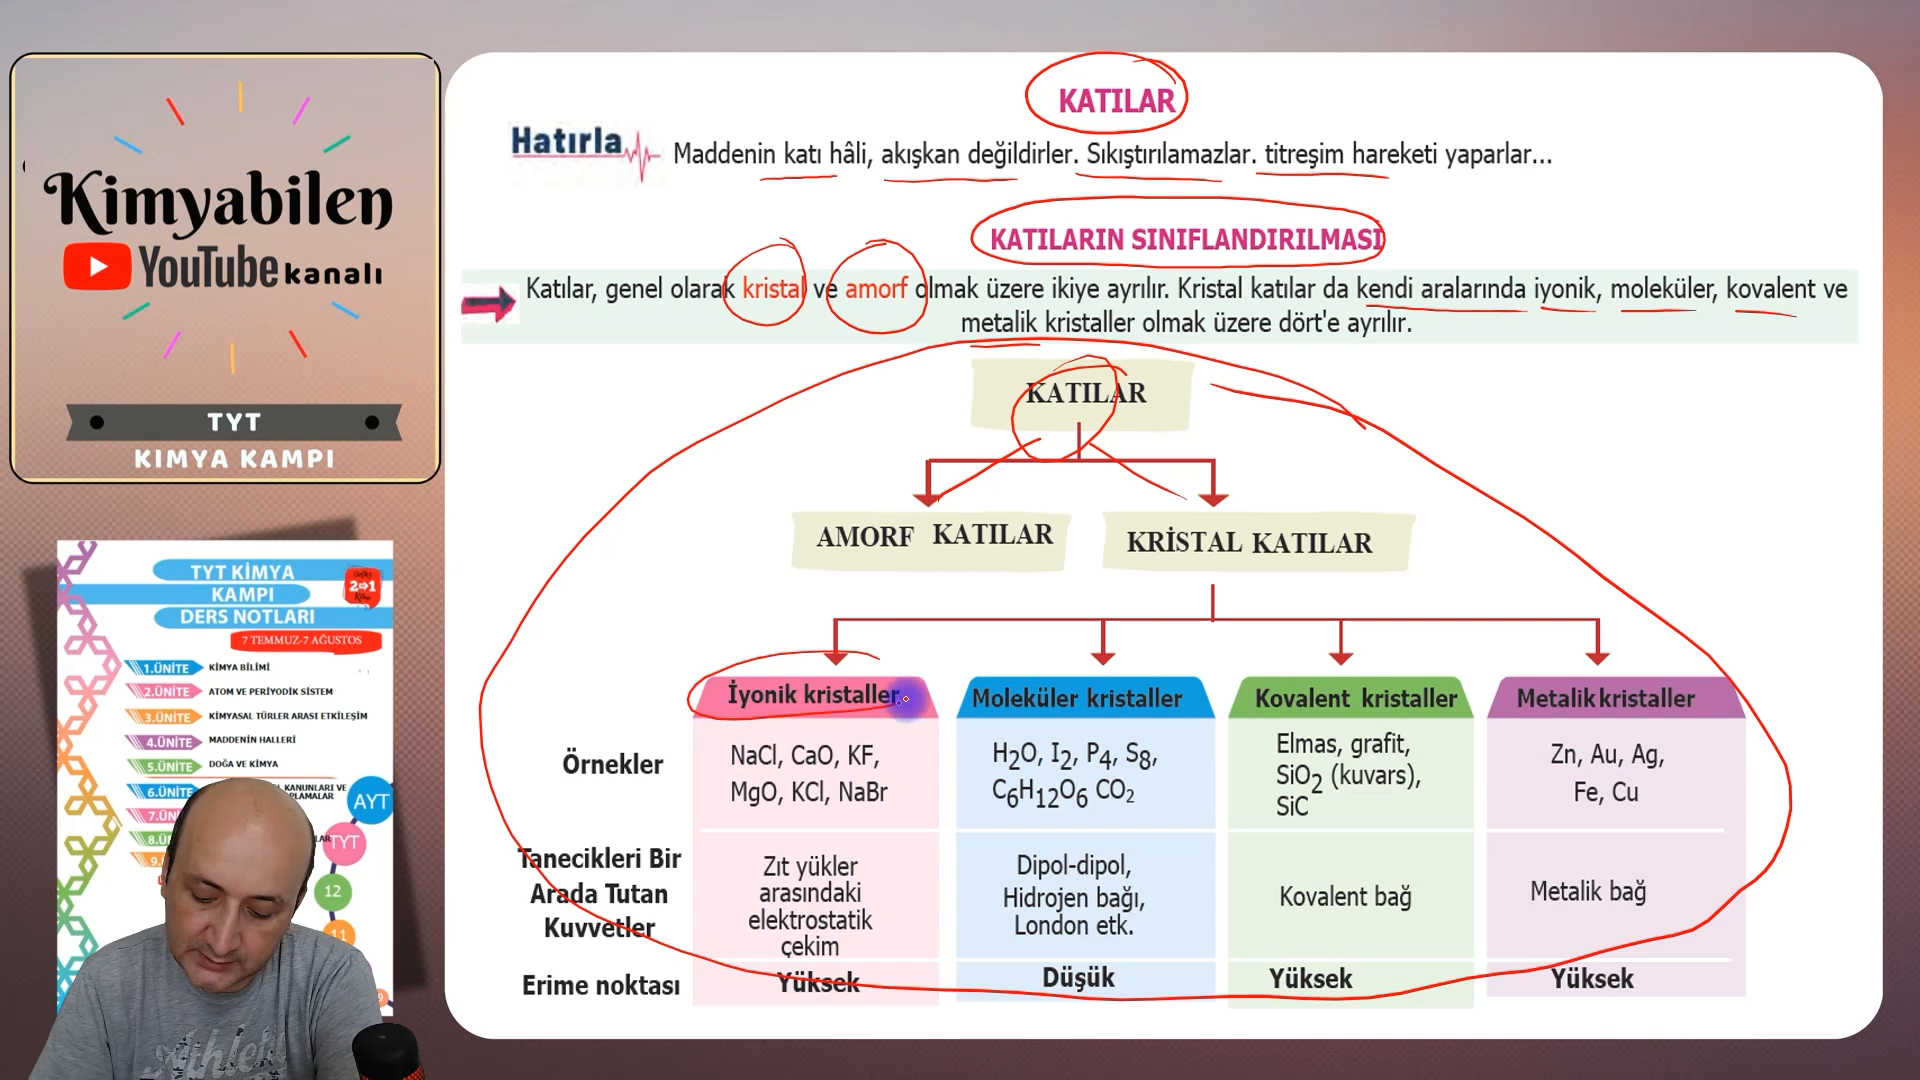 Kimyabilen
YouTube kanalı
TYT
KIMYA KAMPI
TYT KİMYA
KAMPI
DERS NOTLARI
2⇨1
7 TEMMUZ-7 AĞUSTOS
1.ÜNİTE KİMYA BİLİMİ
2.ÜNİTE ATOM VE PERİYODİK SİSTEM
3.ÜNİTE KİMYASAL TÜRLER ARASI ETKİLEŞİM
4.ÜNİTE MADDENİN HALLERİ
5.ÜNİTE DOĞA VE KİMYA
6.ÜNİTE KANUNLARI VE
AYT
TYT
12
11
KATILAR
Hatırla Maddenin katı hâli, akışkan değildirler. Sıkıştırılamazlar. titreşim hareketi yaparlar...
KATILARIN SINIFLANDIRILMASI
Katılar, genel olarak kristal ve amorf olmak üzere ikiye ayrılır. Kristal katılar da kendi aralarında iyonik, moleküler, kovalent ve
metalik kristaller olmak üzere dört'e ayrılır.
KATILAR
AMORF KATILAR KRİSTAL KATILAR
İyonik kristaller Moleküler kristaller Kovalent kristaller Metalik kristaller
Örnekler
NaCl, CaO, KF,
MgO, KCl, NaBr
H2O, I2, P4, S8,
C6H12O6 CO2
Elmas, grafit,
SiO2 (kuvars),
SiC
Zn, Au, Ag,
Fe, Cu
Tanecikleri Bir
Arada Tutan
Kuvvetler
Zıt yükler
arasındaki
elektrostatik
çekim
Dipol-dipol,
Hidrojen bağı,
London etk.
Kovalent bağ
Metalik bağ
Erime noktası Yüksek Düşük Yüksek Yüksek